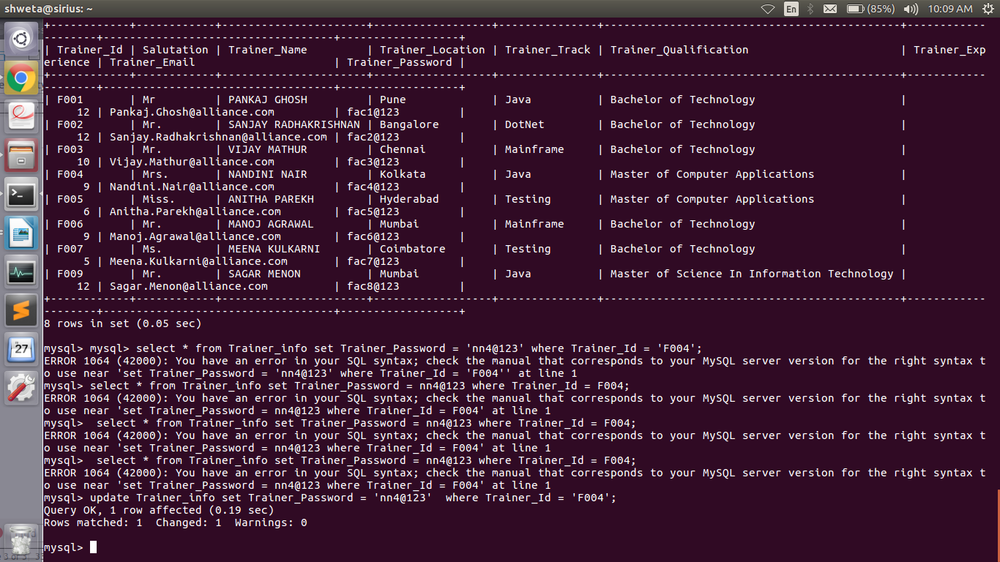 shweta@sirius: ~
En
(85%)
10:09 AM
+------------+------------+----------------------+------------------+---------------+---------------------------------------------+------------
--------+-----------------------------------+------------------+
| Trainer_Id | Salutation | Trainer_Name         | Trainer_Location | Trainer_Track | Trainer_Qualification                       | Trainer_Exp
erience | Trainer_Email                     | Trainer_Password |
+------------+------------+----------------------+------------------+---------------+---------------------------------------------+------------
--------+-----------------------------------+------------------+
| F001       | Mr         | PANKAJ GHOSH         | Pune             | Java          | Bachelor of Technology                      |
     12 | Pankaj.Ghosh@alliance.com         | fac1@123         |
| F002       | Mr.        | SANJAY RADHAKRISHNAN | Bangalore        | DotNet        | Bachelor of Technology                      |
     12 | Sanjay.Radhakrishnan@alliance.com | fac2@123         |
| F003       | Mr.        | VIJAY MATHUR         | Chennai          | Mainframe     | Bachelor of Technology                      |
     10 | Vijay.Mathur@alliance.com         | fac3@123         |
| F004       | Mrs.       | NANDINI NAIR         | Kolkata          | Java          | Master of Computer Applications             |
      9 | Nandini.Nair@alliance.com         | fac4@123         |
| F005       | Miss.      | ANITHA PAREKH        | Hyderabad        | Testing       | Master of Computer Applications             |
      6 | Anitha.Parekh@alliance.com        | fac5@123         |
| F006       | Mr.        | MANOJ AGRAWAL        | Mumbai           | Mainframe     | Bachelor of Technology                      |
      9 | Manoj.Agrawal@alliance.com        | fac6@123         |
| F007       | Ms.        | MEENA KULKARNI       | Coimbatore       | Testing       | Bachelor of Technology                      |
      5 | Meena.Kulkarni@alliance.com       | fac7@123         |
| F009       | Mr.        | SAGAR MENON          | Mumbai           | Java          | Master of Science In Information Technology |
     12 | Sagar.Menon@alliance.com          | fac8@123         |
+------------+------------+----------------------+------------------+---------------+---------------------------------------------+------------
--------+-----------------------------------+------------------+
8 rows in set (0.05 sec)
mysql> mysql> select * from Trainer_info set Trainer_Password = 'nn4@123' where Trainer_Id = 'F004';
ERROR 1064 (42000): You have an error in your SQL syntax; check the manual that corresponds to your MySQL server version for the right syntax t
o use near 'set Trainer_Password = 'nn4@123' where Trainer_Id = 'F004'' at line 1
mysql> select * from Trainer_info set Trainer_Password = nn4@123 where Trainer_Id = F004;
ERROR 1064 (42000): You have an error in your SQL syntax; check the manual that corresponds to your MySQL server version for the right syntax t
o use near 'set Trainer_Password = nn4@123 where Trainer_Id = F004' at line 1
mysql>  select * from Trainer_info set Trainer_Password = nn4@123 where Trainer_Id = F004;
ERROR 1064 (42000): You have an error in your SQL syntax; check the manual that corresponds to your MySQL server version for the right syntax t
o use near 'set Trainer_Password = nn4@123 where Trainer_Id = F004' at line 1
mysql>  select * from Trainer_info set Trainer_Password = nn4@123 where Trainer_Id = F004;
ERROR 1064 (42000): You have an error in your SQL syntax; check the manual that corresponds to your MySQL server version for the right syntax t
o use near 'set Trainer_Password = nn4@123 where Trainer_Id = F004' at line 1
mysql> update Trainer_info set Trainer_Password = 'nn4@123'  where Trainer_Id = 'F004';
Query OK, 1 row affected (0.19 sec)
Rows matched: 1  Changed: 1  Warnings: 0
mysql>
27